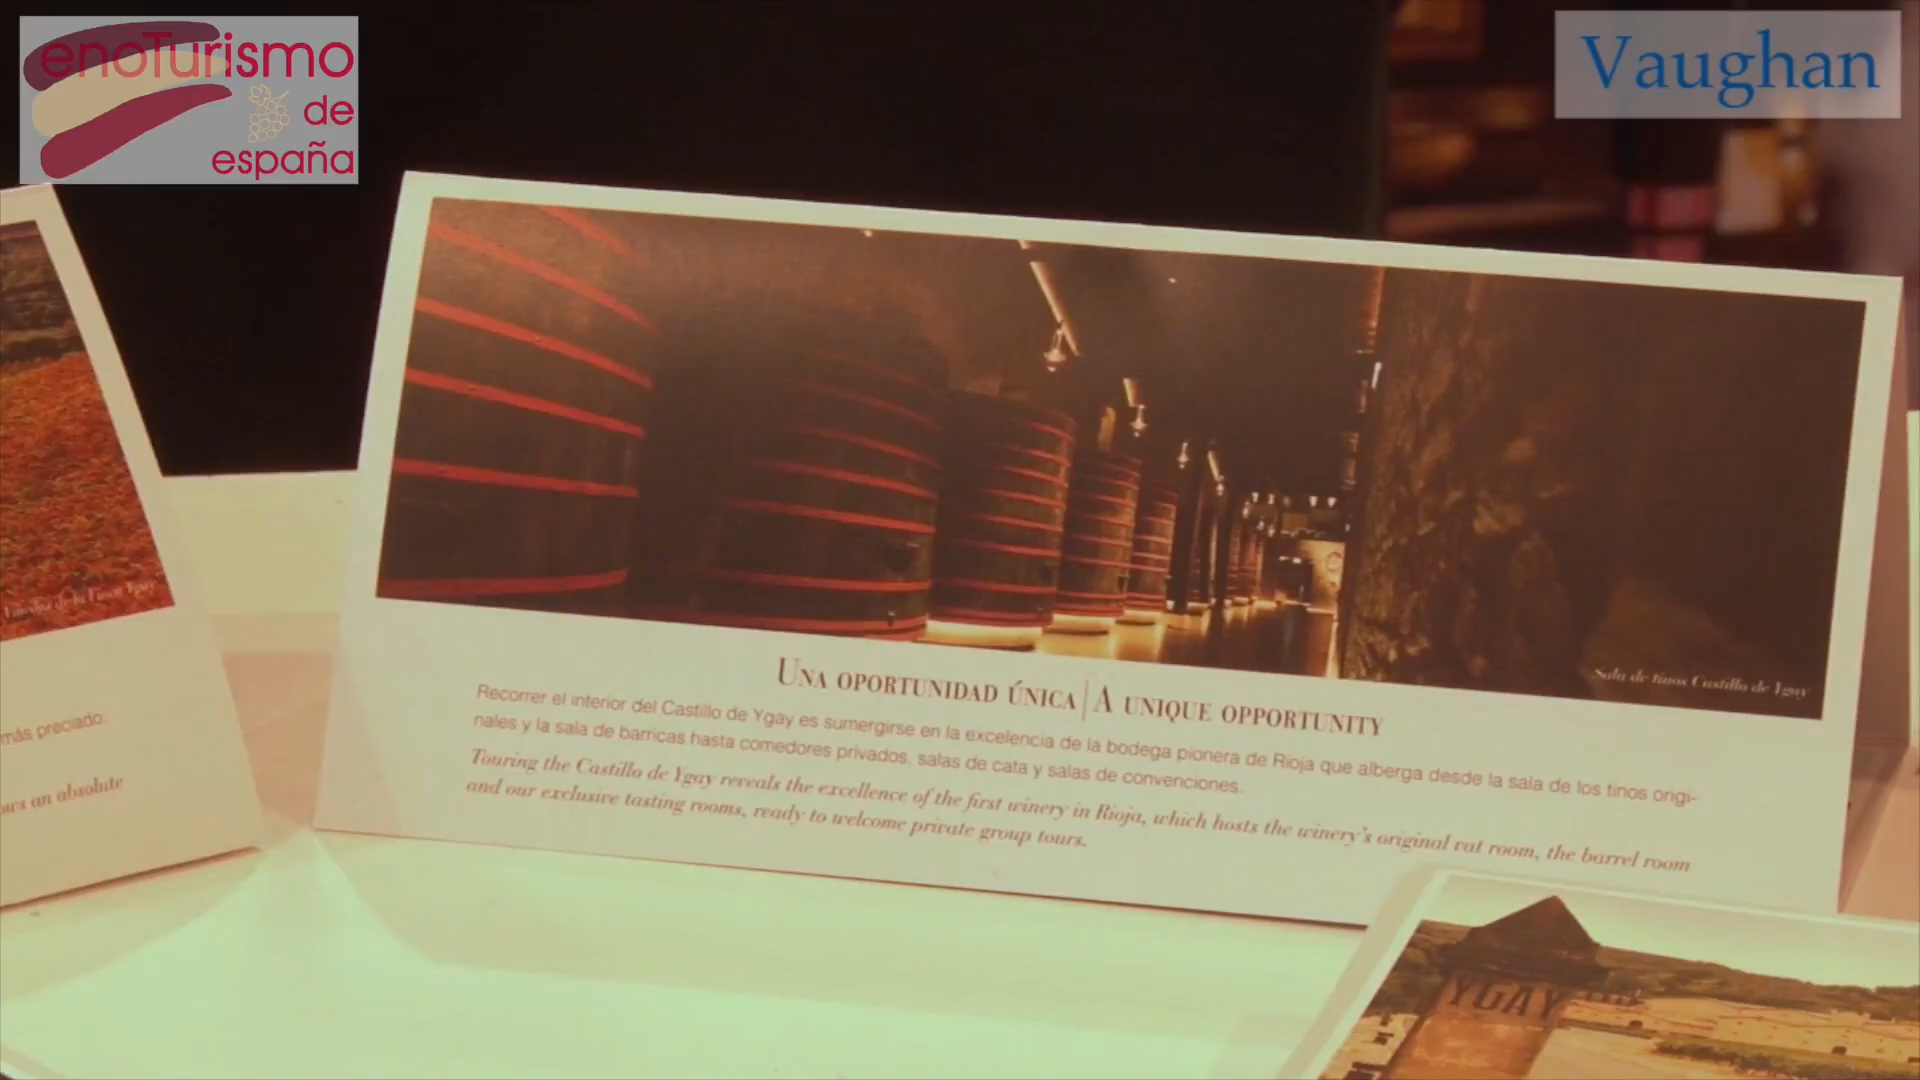 enoTurismo
de
españa
Vaughan
Viñedos de la Finca Ygay
más preciado:
an absolute
Sala de tinos Castillo de Ygay
Una oportunidad única | A unique opportunity
Recorrer el interior del Castillo de Ygay es sumergirse en la excelencia de la bodega pionera de Rioja que alberga desde la sala de los tinos origi-
nales y la sala de barricas hasta comedores privados, salas de cata y salas de convenciones.
Touring the Castillo de Ygay reveals the excellence of the first winery in Rioja, which hosts the winery's original vat room, the barrel room
and our exclusive tasting rooms, ready to welcome private group tours.
YGAY